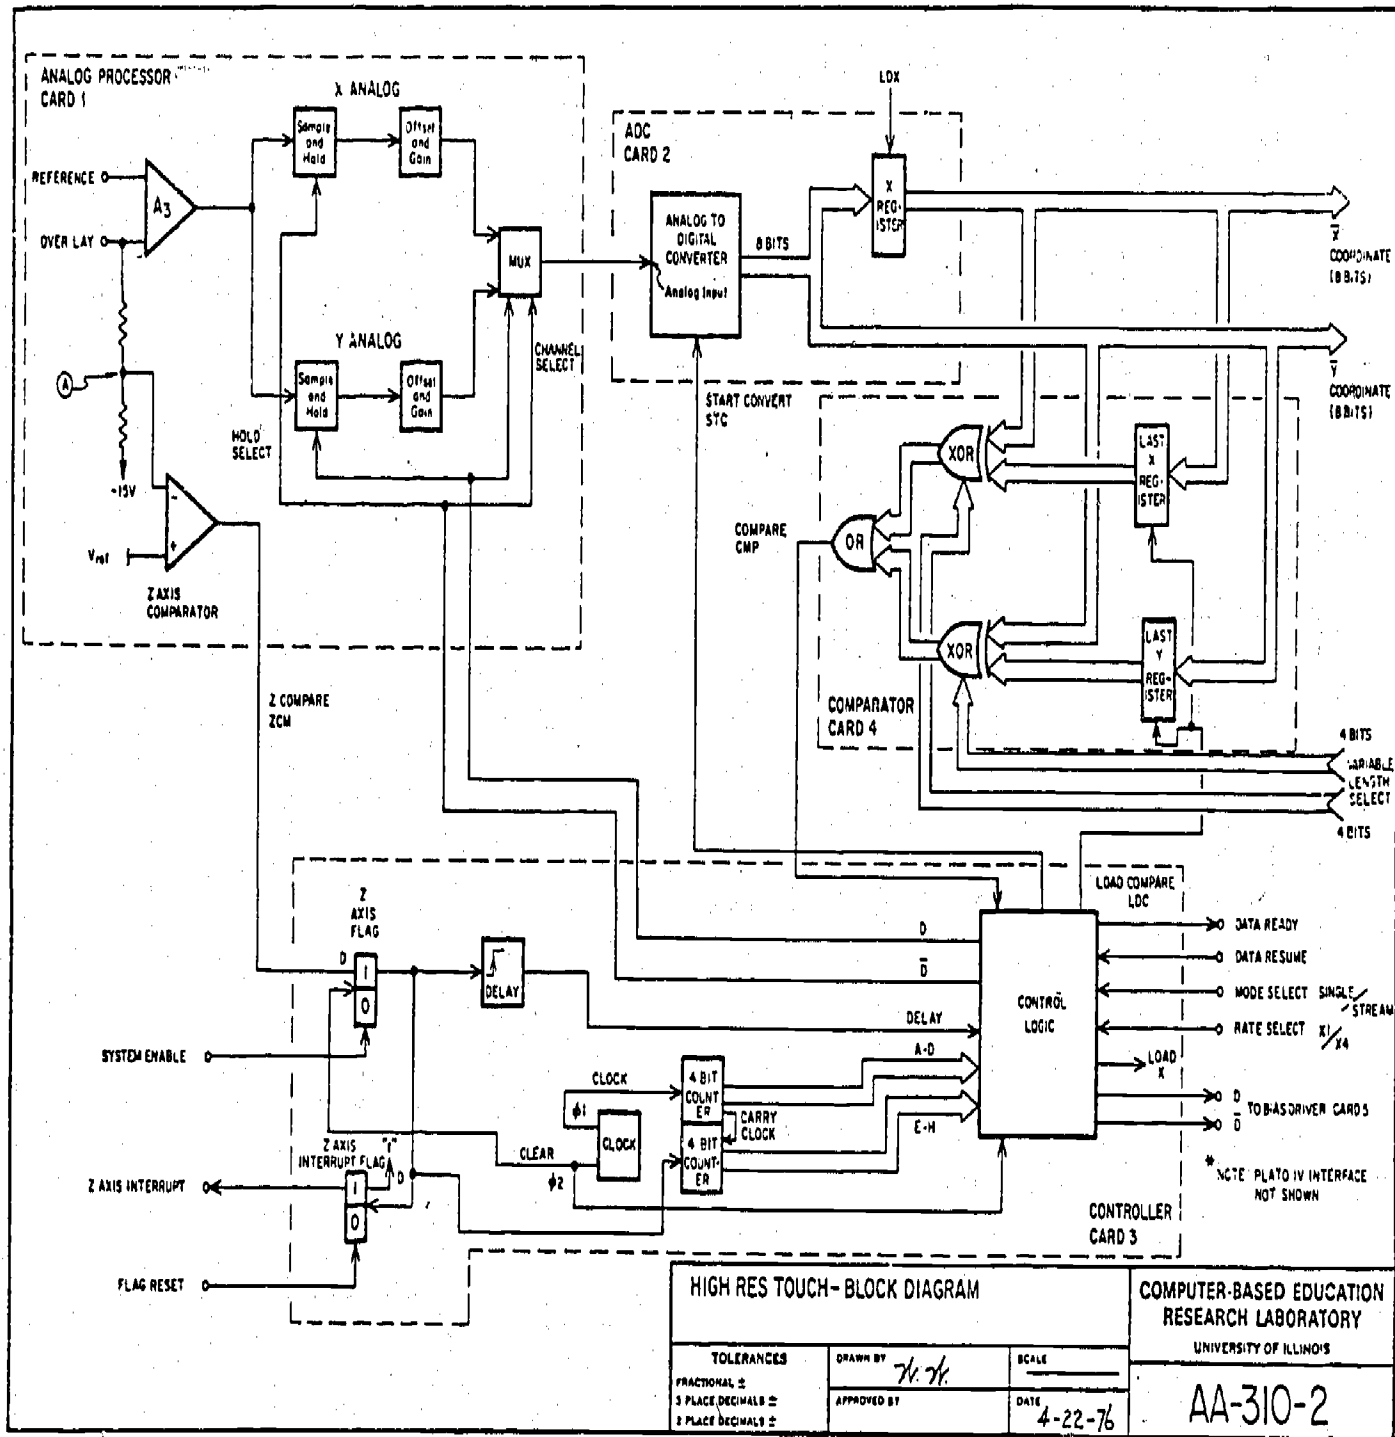 ANALOG PROCESSOR
CARD 1
X ANALOG
Sample
and
Hold
Offset
and
Gain
REFERENCE
A3
OVERLAY
MUX
Y ANALOG
Sample
and
Hold
Offset
and
Gain
CHANNEL
SELECT
HOLD
SELECT
A
-15V
-
+
Vref
Z AXIS
COMPARATOR
LDX
ADC
CARD 2
X
REG-
ISTER
ANALOG TO
DIGITAL
CONVERTER
Analog Input
8 BITS
X̅
COORDINATE
(8 BITS)
Y̅
COORDINATE
(8 BITS)
START CONVERT
STC
XOR
LAST
X
REG-
ISTER
COMPARE
CMP
OR
XOR
LAST
Y
REG-
ISTER
COMPARATOR
CARD 4
4 BITS
VARIABLE
LENGTH
SELECT
4 BITS
Z COMPARE
ZCM
LOAD COMPARE
LDC
Z
AXIS
FLAG
D
1
0
DELAY
D
D̅
DELAY
CONTROL
LOGIC
DATA READY
DATA RESUME
MODE SELECT SINGLE/STREAM
RATE SELECT X1/X4
LOAD
X
D
D̅
TO BIAS DRIVER CARD 5
SYSTEM ENABLE
A-D
CLOCK
4 BIT
COUNT
ER
ϕ1
CLOCK
CARRY
CLOCK
4 BIT
COUNT-
ER
E-H
CLEAR
ϕ2
Z AXIS
INTERRUPT FLAG
"1"
D
1
0
Z AXIS INTERRUPT
FLAG RESET
* NOTE PLATO IV INTERFACE
NOT SHOWN
CONTROLLER
CARD 3
HIGH RES TOUCH-BLOCK DIAGRAM
COMPUTER-BASED EDUCATION
RESEARCH LABORATORY
UNIVERSITY OF ILLINOIS
TOLERANCES
FRACTIONAL ±
3 PLACE DECIMALS ±
2 PLACE DECIMALS ±
DRAWN BY
SCALE
APPROVED BY
DATE 4-22-76
AA-310-2